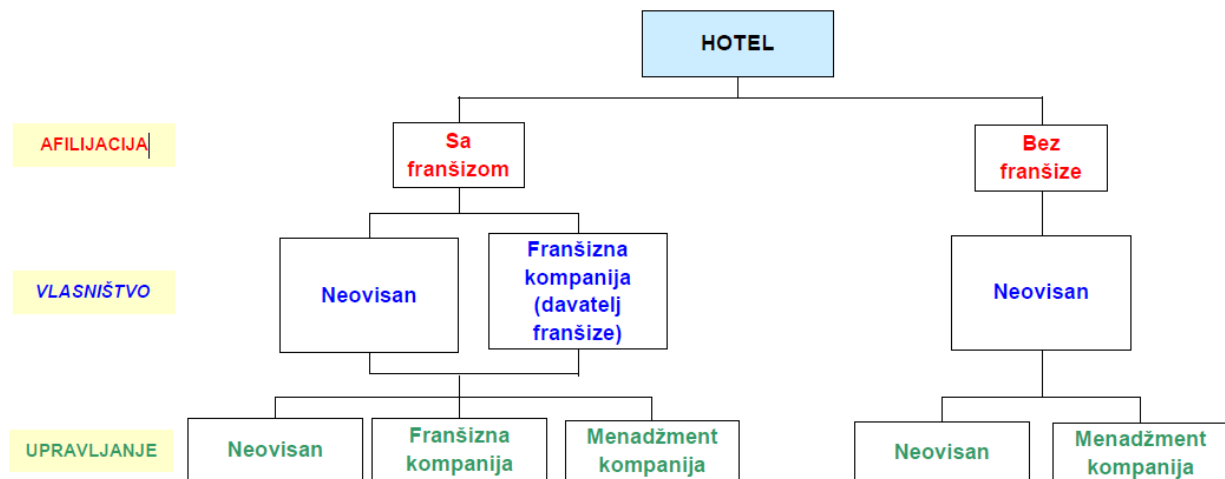 HOTEL
AFILIJACIJA
Sa
franšizom
Bez
franšize
VLASNIŠTVO
Neovisan
Franšizna
kompanija
(davatelj
franšize)
Neovisan
UPRAVLJANJE
Neovisan
Franšizna
kompanija
Menadžment
kompanija
Neovisan
Menadžment
kompanija